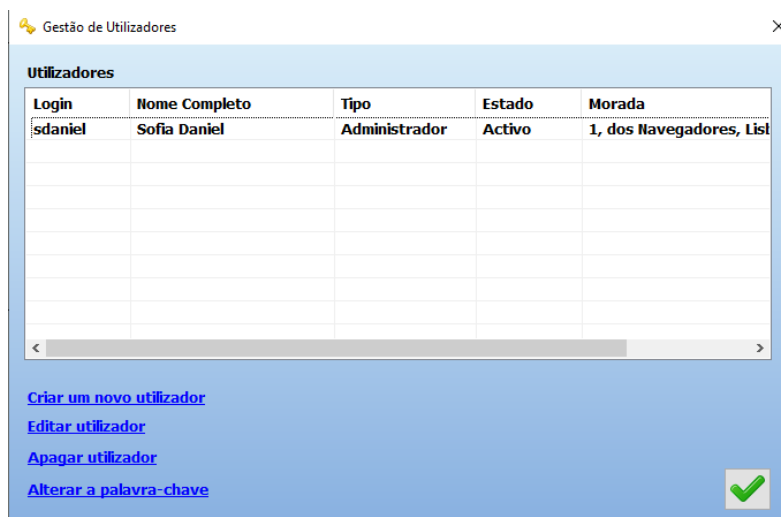 Gestão de Utilizadores
Utilizadores
Login Nome Completo Tipo Estado Morada
sdaniel Sofia Daniel Administrador Activo 1, dos Navegadores,
Criar um novo utilizador
Editar utilizador
Apagar utilizador
Alterar a palavra-chave